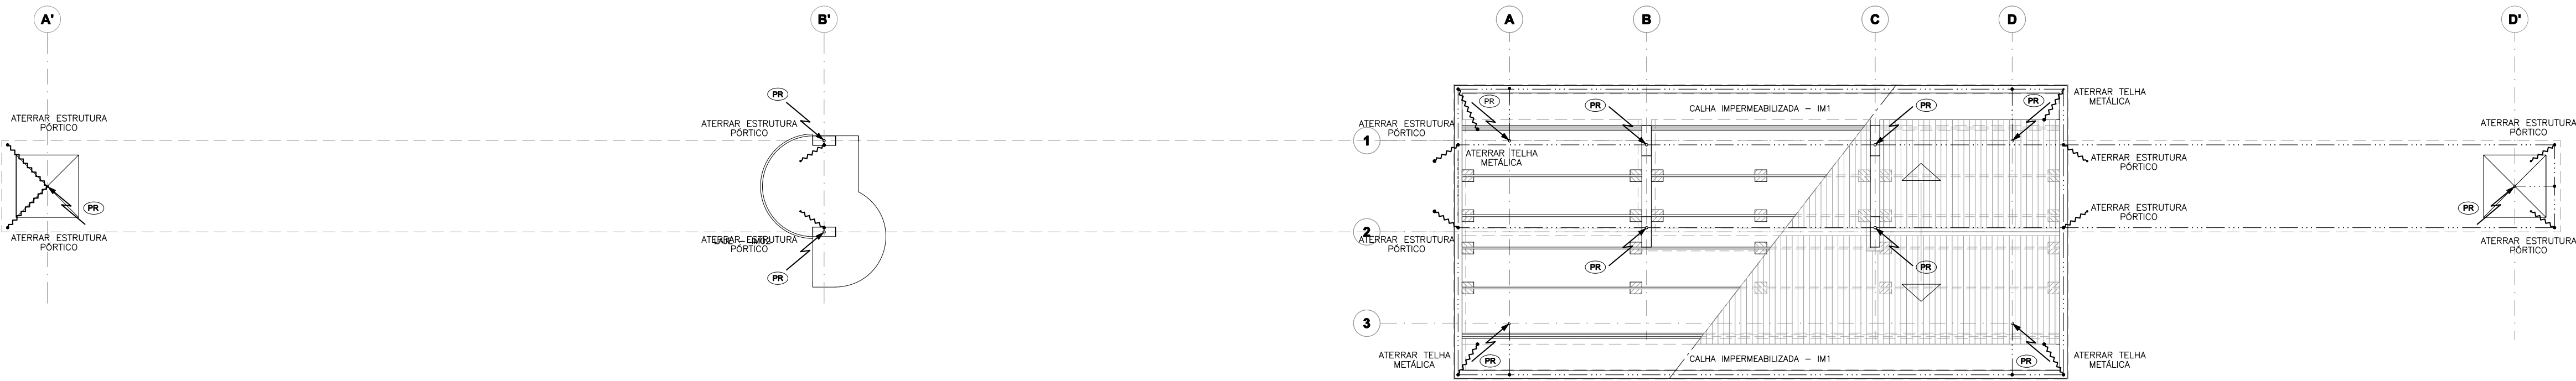 A'
B'
A
B
C
D
D'
ATERRAR ESTRUTURA
PÓRTICO
PR
ATERRAR ESTRUTURA
PÓRTICO
PR
ATERRAR ESTRUTURA
PÓRTICO
ATERRAR ESTRUTURA
PÓRTICO
PR
1
2
3
ATERRAR ESTRUTURA
PÓRTICO
ATERRAR TELHA
METÁLICA
ATERRAR ESTRUTURA
PÓRTICO
ATERRAR TELHA
METÁLICA
PR
PR
CALHA IMPERMEABILIZADA – IM1
PR
PR
ATERRAR TELHA
METÁLICA
ATERRAR ESTRUTURA
PÓRTICO
ATERRAR ESTRUTURA
PÓRTICO
PR
PR
PR
CALHA IMPERMEABILIZADA – IM1
PR
ATERRAR TELHA
METÁLICA
ATERRAR ESTRUTURA
PÓRTICO
PR
ATERRAR ESTRUTURA
PÓRTICO